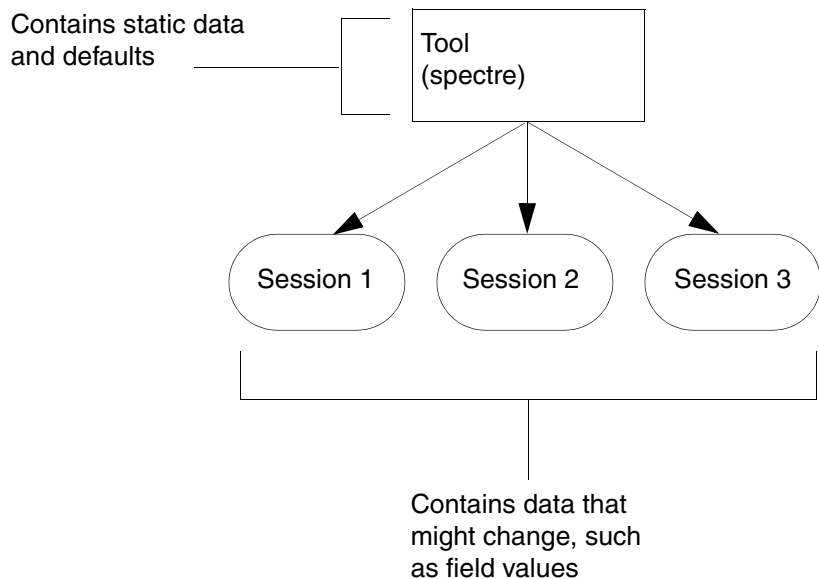 Contains static data
and defaults
Tool
(spectre)
Session 1
Session 2
Session 3
Contains data that
might change, such
as field values